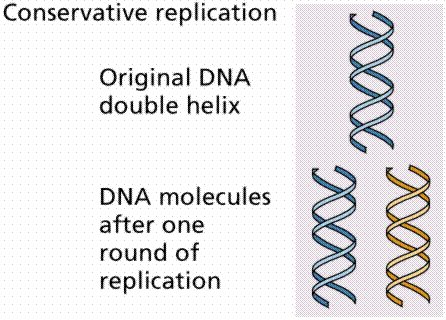 Conservative replication
Original DNA
double helix
DNA molecules
after one
round of
replication